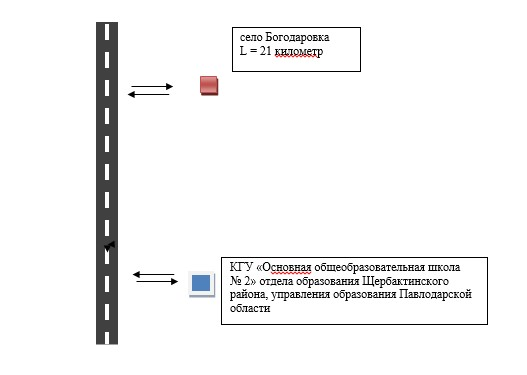 село Богодаровка
L = 21 километр
КГУ «Основная общеобразовательная школа
№ 2» отдела образования Щербактинского
района, управления образования Павлодарской
области